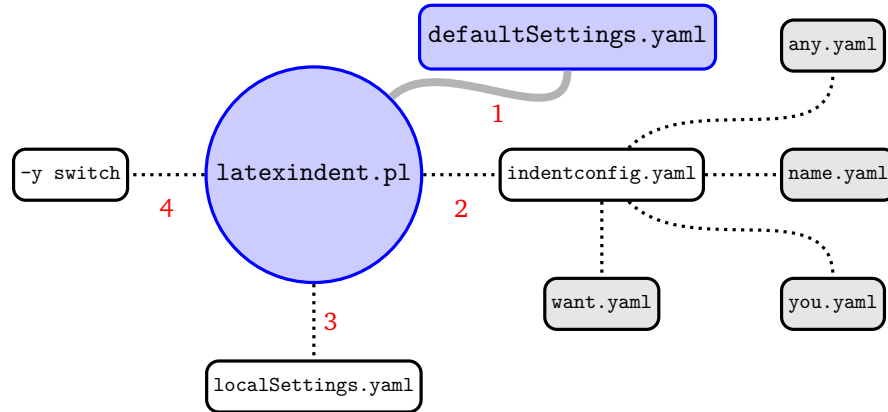 defaultSettings.yaml
any.yaml
1
-y switch
latexindent.pl
indentconfig.yaml
name.yaml
4
2
want.yaml
you.yaml
3
localSettings.yaml